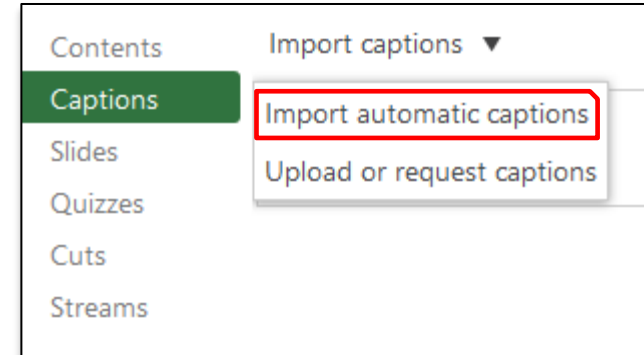 Contents
Captions
Slides
Quizzes
Cuts
Streams
Import captions ▼
Import automatic captions
Upload or request captions